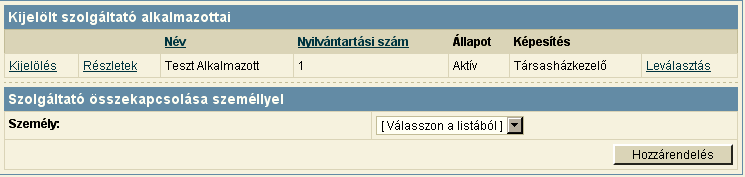 Kijelölt szolgáltató alkalmazottai
Név Nyilvántartási szám Állapot Képesítés
Kijelölés Részletek Teszt Alkalmazott 1 Aktív Társasházkezelő Leválasztás
Szolgáltató összekapcsolása személlyel
Személy: [ Válasszon a listából ]
Hozzárendelés